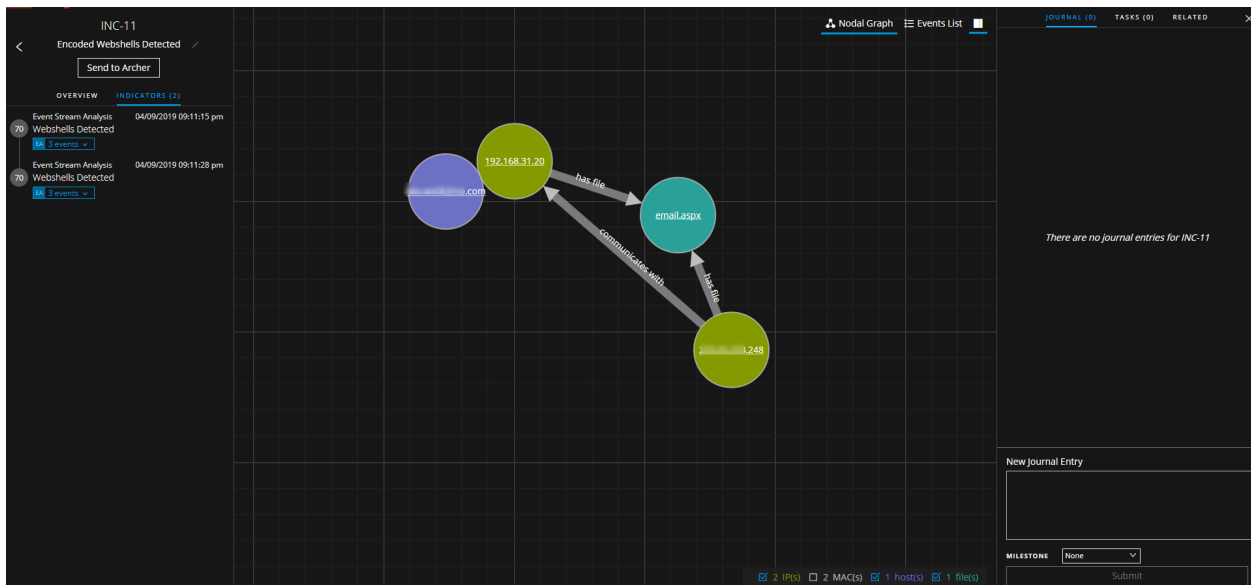 INC-11
Encoded Webshells Detected
Send to Archer
OVERVIEW INDICATORS (2)
Event Stream Analysis 04/09/2019 09:11:15 pm
70 Webshells Detected
EA 3 events
Event Stream Analysis 04/09/2019 09:11:28 pm
70 Webshells Detected
EA 3 events
Nodal Graph Events List
192.168.31.20
.com
has file
email.aspx
communicates with
has file
.248
2 IP(s) 2 MAC(s) 1 host(s) 1 file(s)
JOURNAL (0) TASKS (0) RELATED
There are no journal entries for INC-11
New Journal Entry
MILESTONE None
Submit